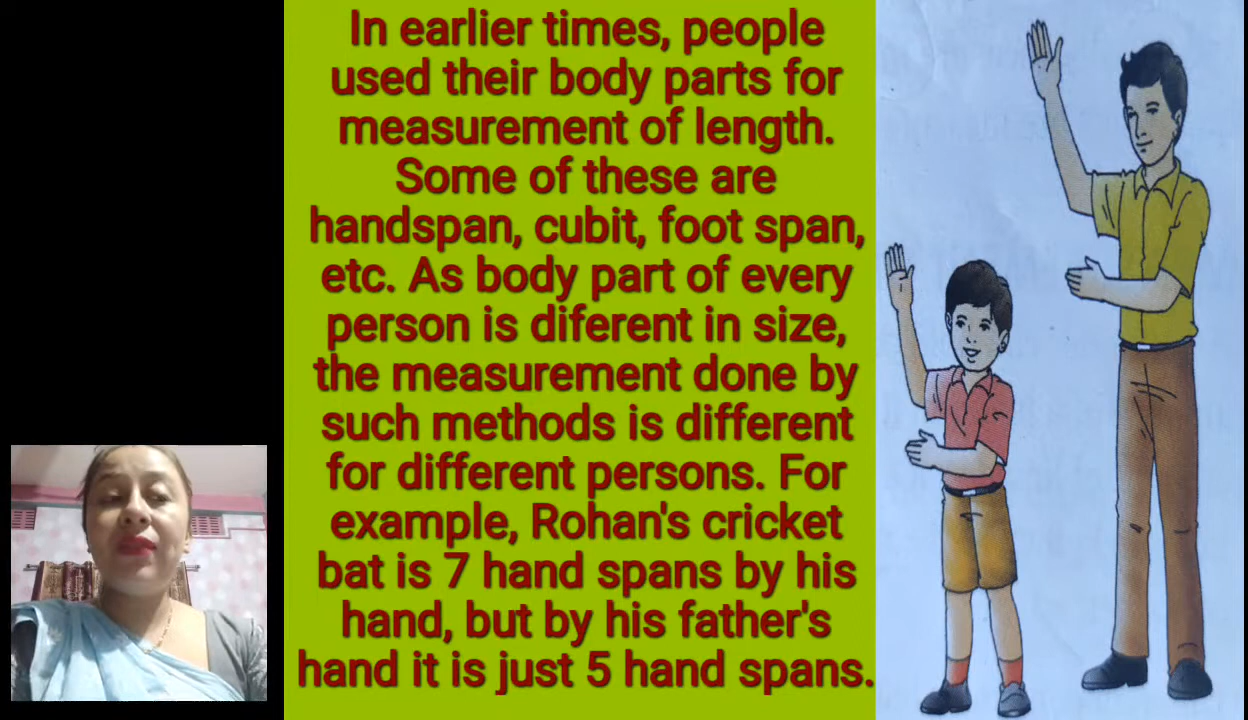 In earlier times, people
used their body parts for
measurement of length.
Some of these are
handspan, cubit, foot span,
etc. As body part of every
person is diferent in size,
the measurement done by
such methods is different
for different persons. For
example, Rohan's cricket
bat is 7 hand spans by his
hand, but by his father's
hand it is just 5 hand spans.